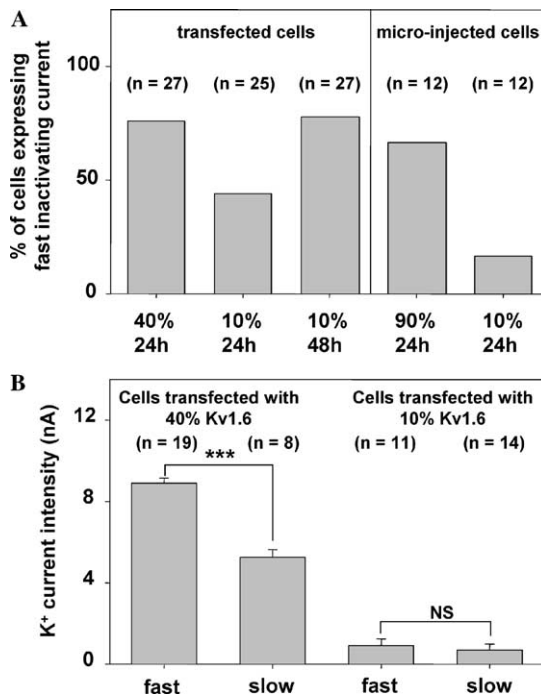 A
transfected cells
micro-injected cells
(n = 27) (n = 25) (n = 27) (n = 12) (n = 12)
% of cells expressing
fast inactivating current
100
50
0
40% 10% 10% 90% 10%
24h 24h 48h 24h 24h
B
Cells transfected with
40% Kv1.6
Cells transfected with
10% Kv1.6
(n = 19) (n = 8) (n = 11) (n = 14)
***
NS
K⁺ current intensity (nA)
12
8
4
0
fast slow fast slow